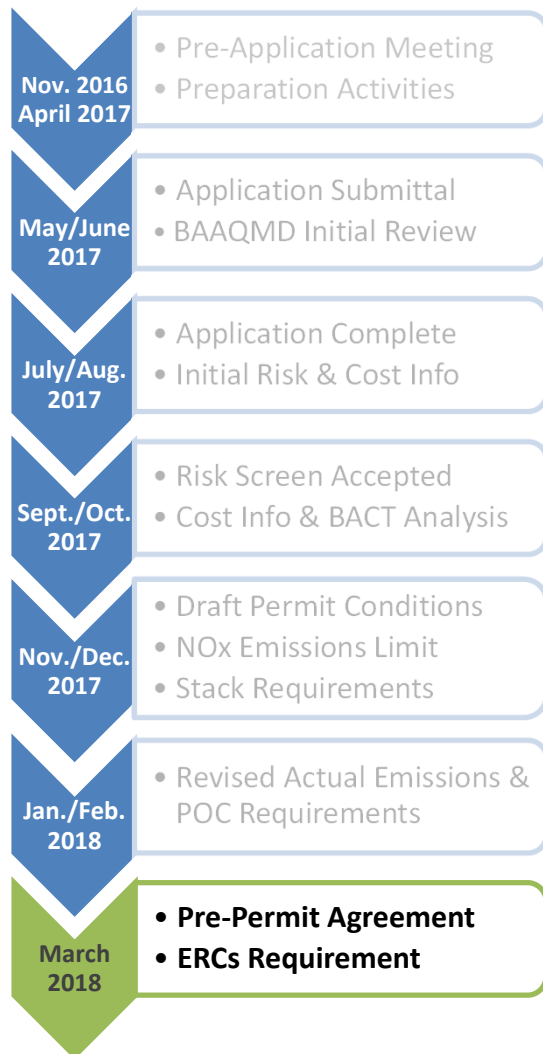 Nov. 2016
April 2017
• Pre-Application Meeting
• Preparation Activities
May/June
2017
• Application Submittal
• BAAQMD Initial Review
July/Aug.
2017
• Application Complete
• Initial Risk & Cost Info
Sept./Oct.
2017
• Risk Screen Accepted
• Cost Info & BACT Analysis
Nov./Dec.
2017
• Draft Permit Conditions
• NOx Emissions Limit
• Stack Requirements
Jan./Feb.
2018
• Revised Actual Emissions &
POC Requirements
March
2018
• Pre-Permit Agreement
• ERCs Requirement